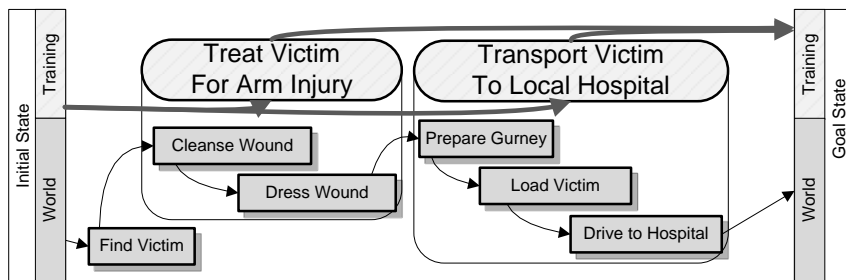 Initial State
Training
World
Treat Victim
For Arm Injury
Transport Victim
To Local Hospital
Cleanse Wound
Dress Wound
Find Victim
Prepare Gurney
Load Victim
Drive to Hospital
Training
World
Goal State